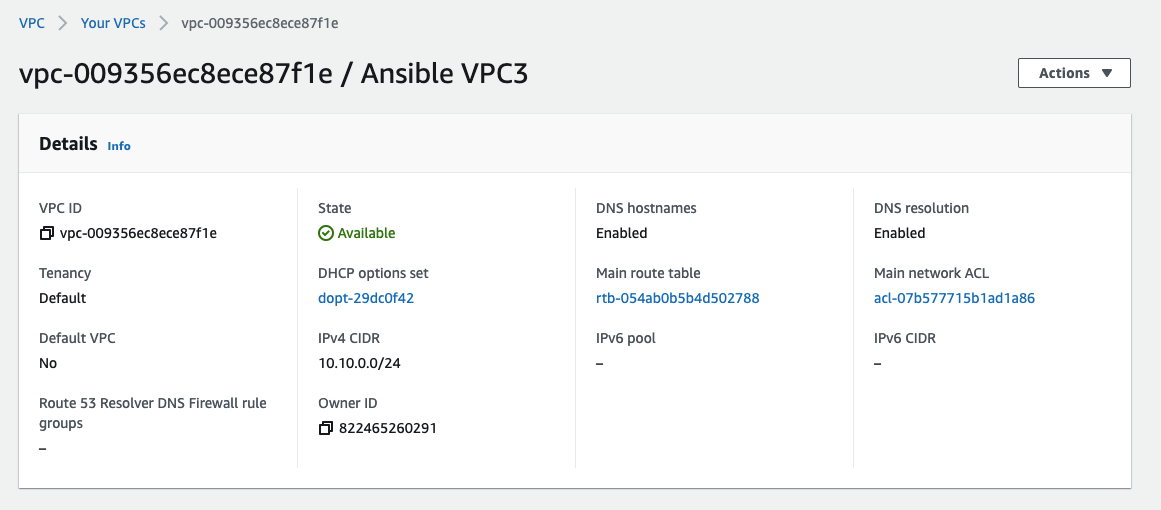 VPC > Your VPCs > vpc-009356ec8ece87f1e
vpc-009356ec8ece87f1e / Ansible VPC3
Actions ▼
Details Info
VPC ID
vpc-009356ec8ece87f1e
State
Available
DNS hostnames
Enabled
DNS resolution
Enabled
Tenancy
Default
DHCP options set
dopt-29dc0f42
Main route table
rtb-054ab0b5b4d502788
Main network ACL
acl-07b577715b1ad1a86
Default VPC
No
IPv4 CIDR
10.10.0.0/24
IPv6 pool
–
IPv6 CIDR
–
Route 53 Resolver DNS Firewall rule
groups
–
Owner ID
822465260291